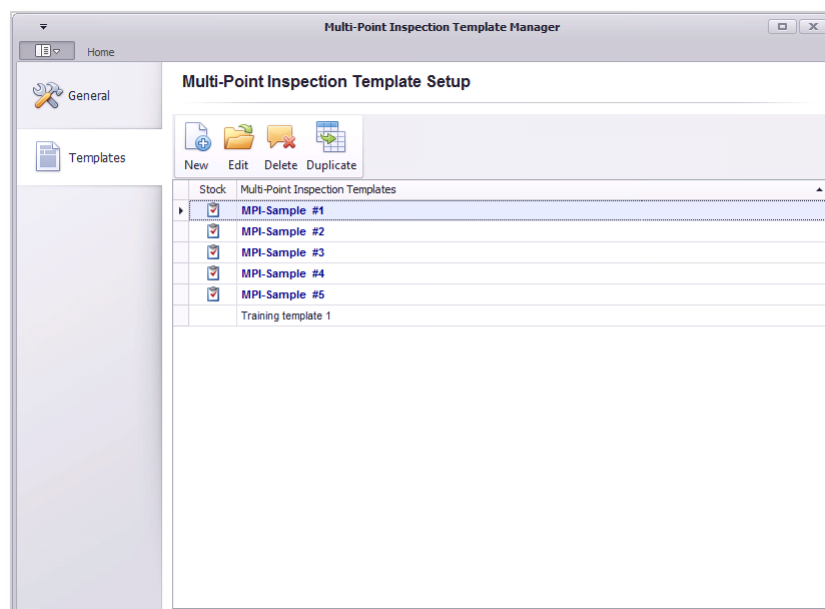 Multi-Point Inspection Template Manager
Home
General
Templates
Multi-Point Inspection Template Setup
New Edit Delete Duplicate
Stock Multi-Point Inspection Templates
MPI-Sample #1
MPI-Sample #2
MPI-Sample #3
MPI-Sample #4
MPI-Sample #5
Training template 1